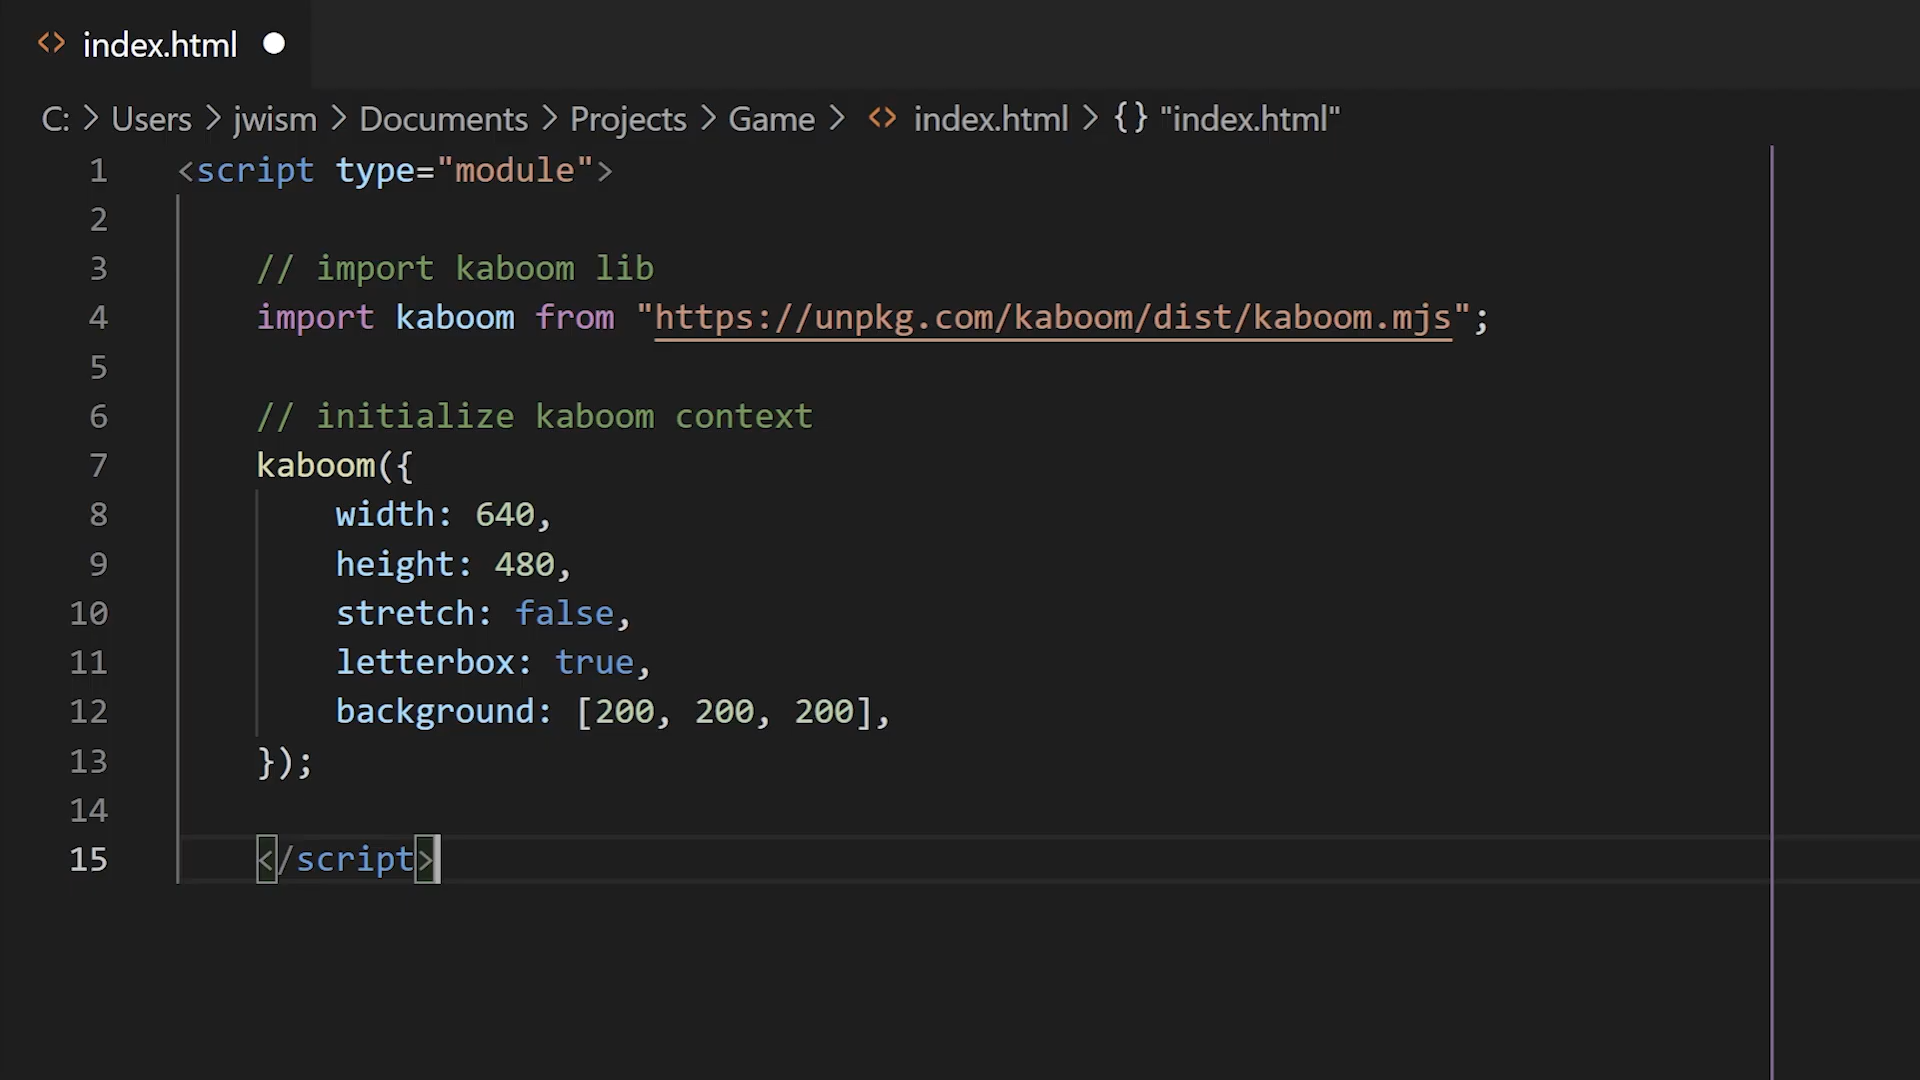 <> index.html ●
C: > Users > jwism > Documents > Projects > Game > <> index.html > {} "index.html"
1 <script type="module">
2
3 // import kaboom lib
4 import kaboom from "https://unpkg.com/kaboom/dist/kaboom.mjs";
5
6 // initialize kaboom context
7 kaboom({
8 width: 640,
9 height: 480,
10 stretch: false,
11 letterbox: true,
12 background: [200, 200, 200],
13 });
14
15 </script>